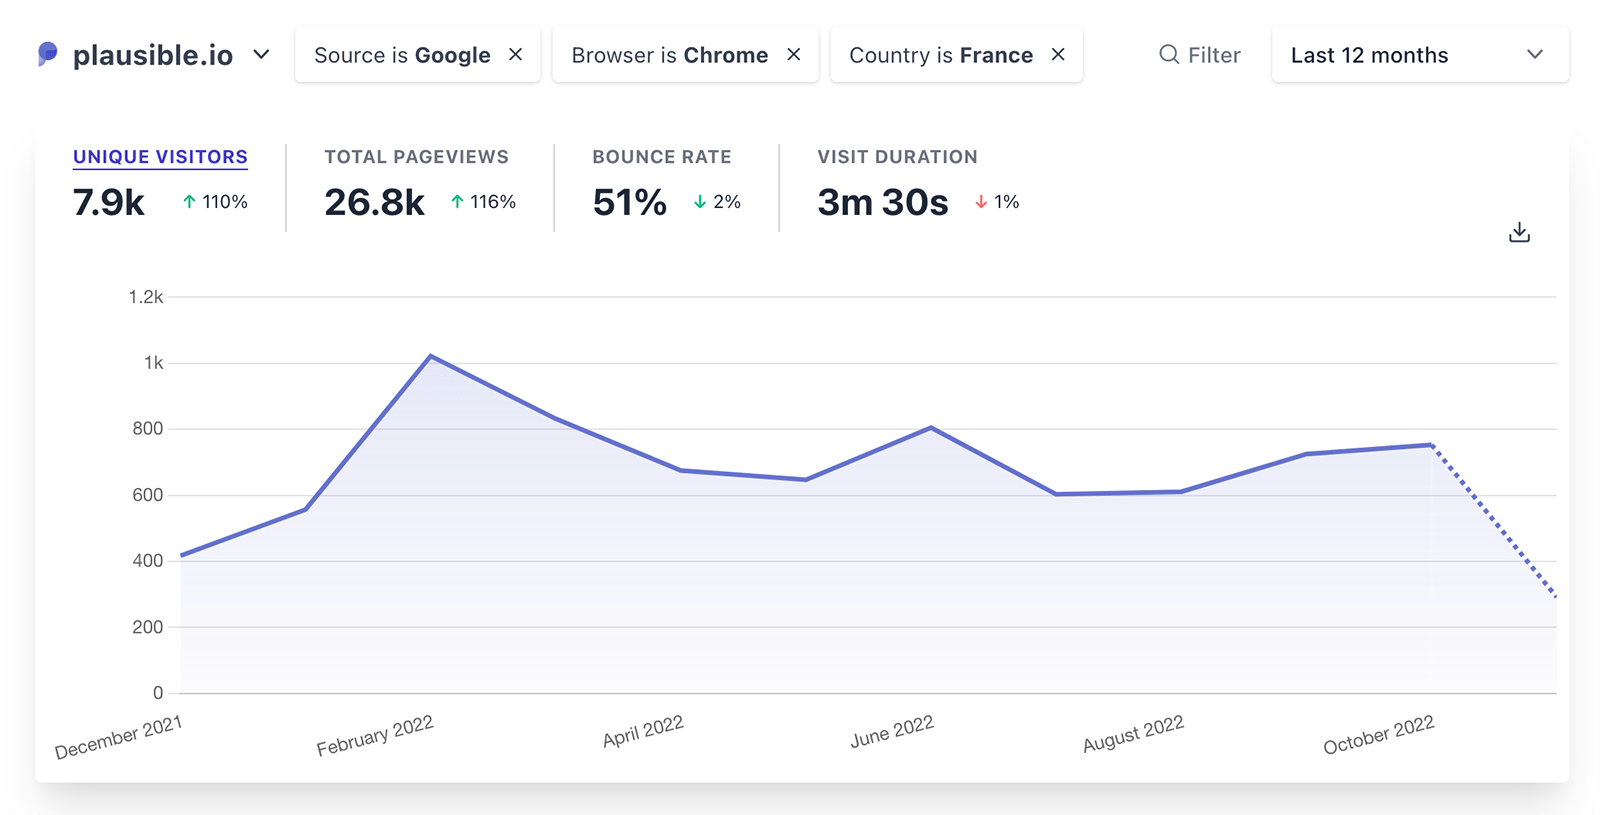 plausible.io
Source is Google
Browser is Chrome
Country is France
Filter
Last 12 months
UNIQUE VISITORS
7.9k 110%
TOTAL PAGEVIEWS
26.8k 116%
BOUNCE RATE
51% 2%
VISIT DURATION
3m 30s 1%
1.2k
1k
800
600
400
200
0
December 2021
February 2022
April 2022
June 2022
August 2022
October 2022